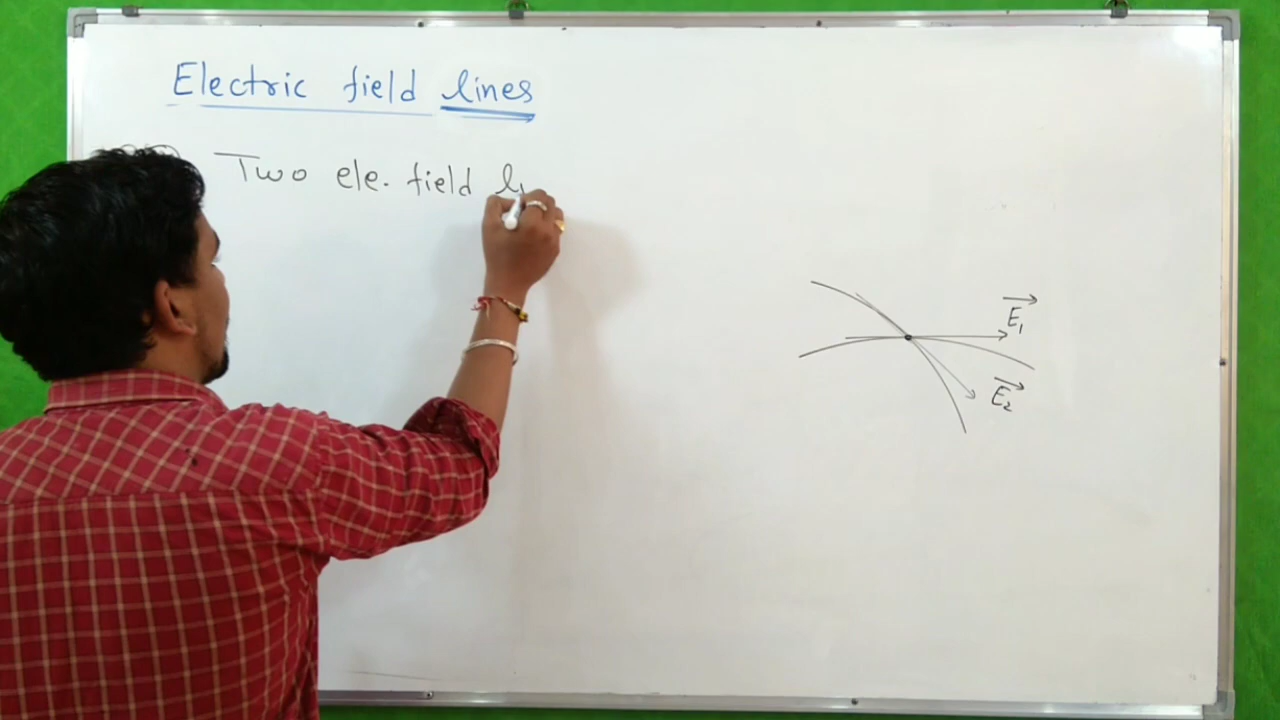 Electric field lines
Two ele. field
E₁
E₂